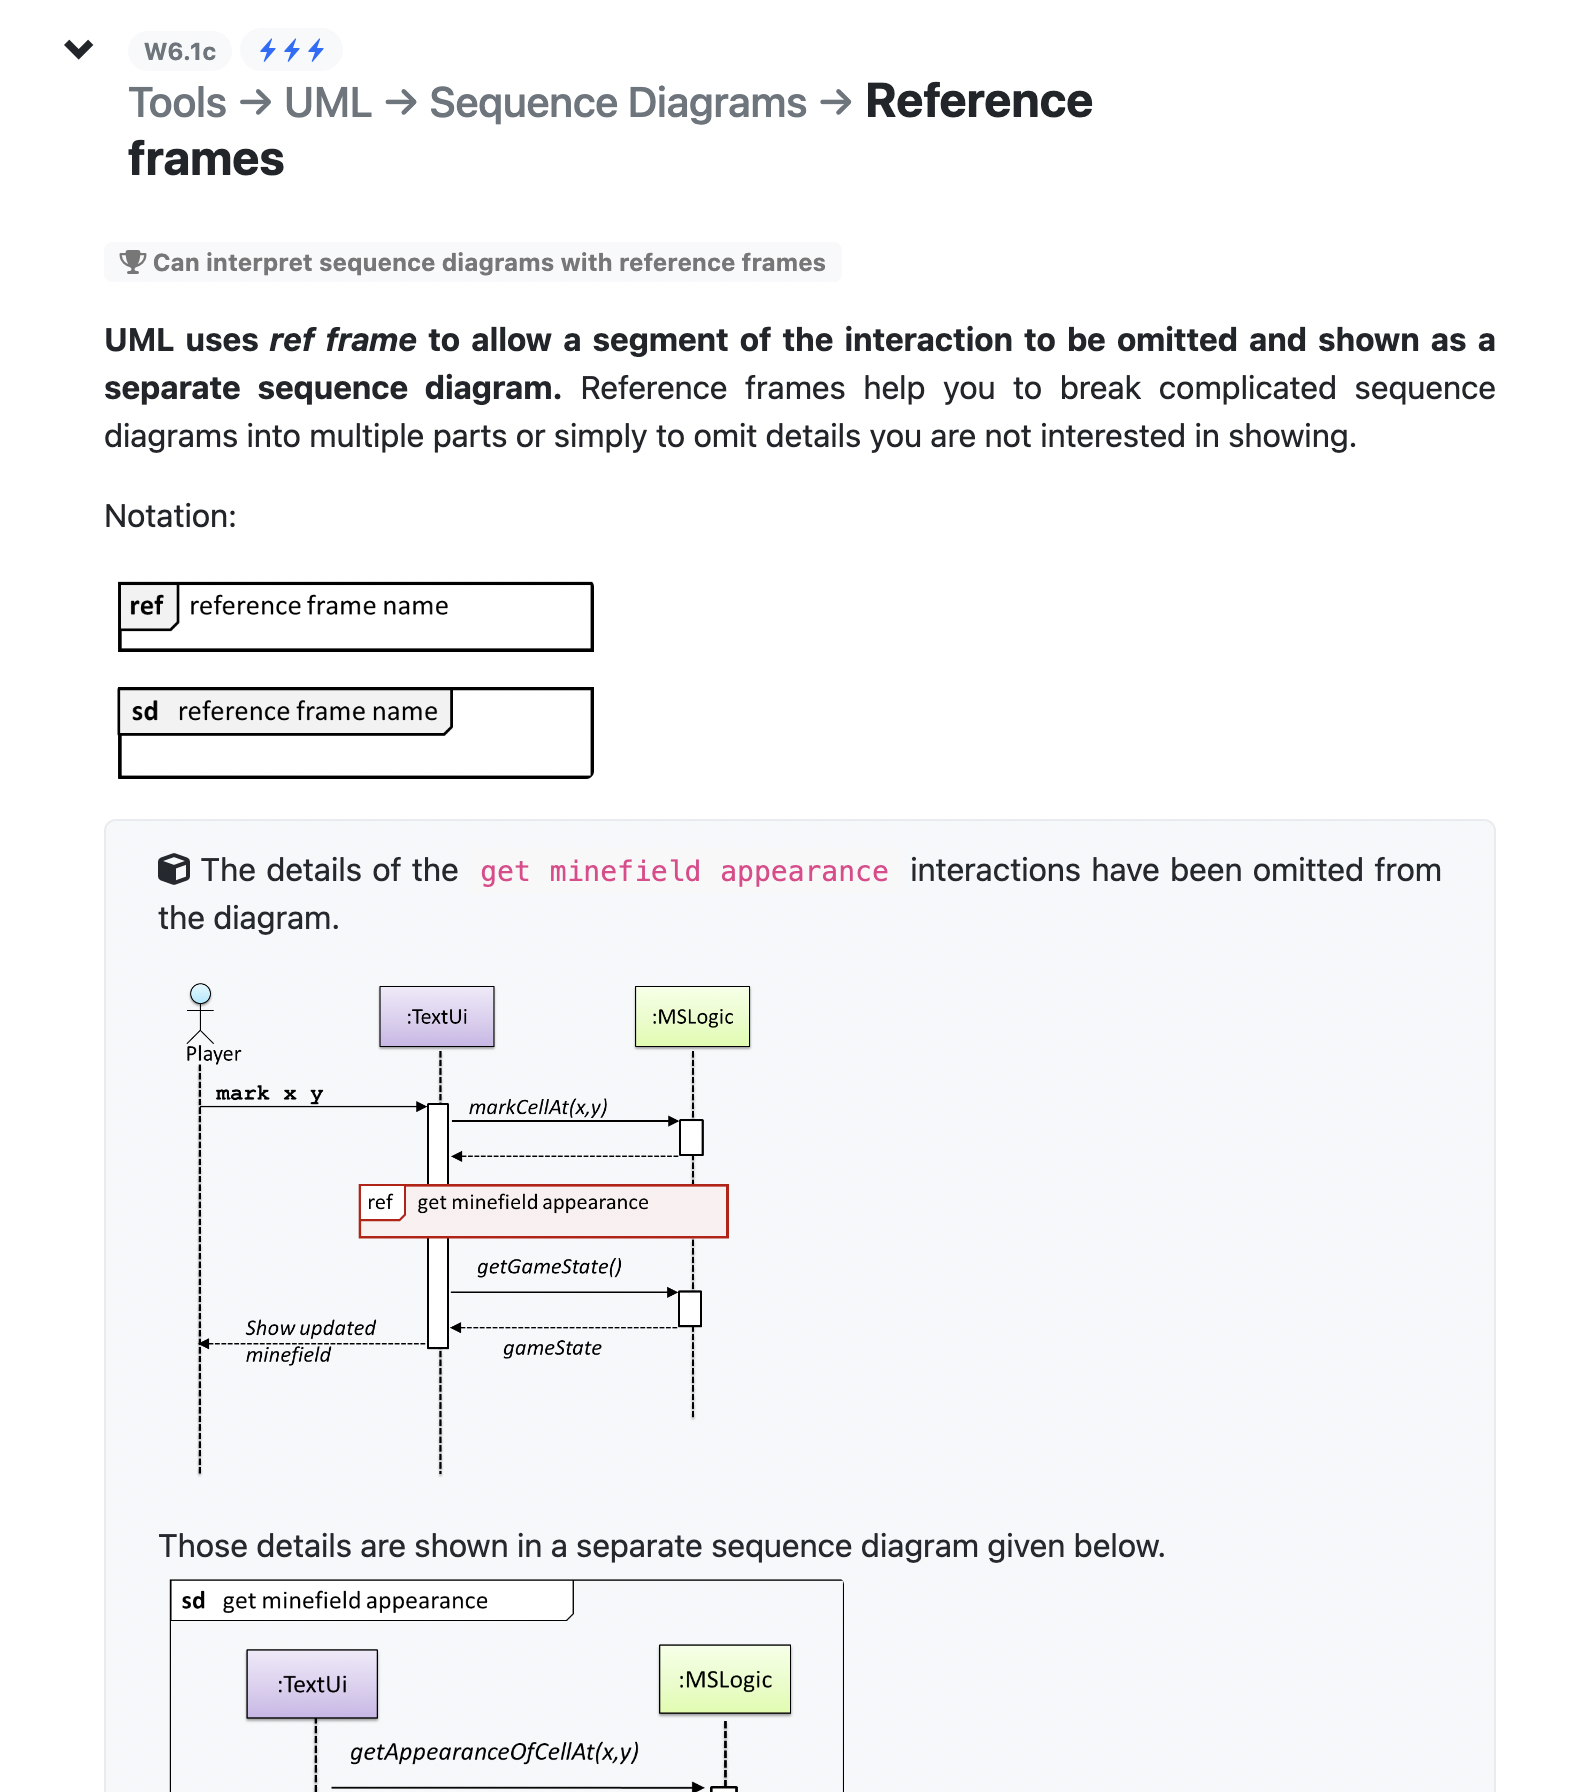 W6.1c
Tools → UML → Sequence Diagrams → Reference
frames
Can interpret sequence diagrams with reference frames
UML uses ref frame to allow a segment of the interaction to be omitted and shown as a
separate sequence diagram. Reference frames help you to break complicated sequence
diagrams into multiple parts or simply to omit details you are not interested in showing.
Notation:
ref reference frame name
sd reference frame name
The details of the get minefield appearance interactions have been omitted from
the diagram.
:TextUi
:MSLogic
Player
mark x y
markCellAt(x,y)
ref get minefield appearance
getGameState()
Show updated
minefield
gameState
Those details are shown in a separate sequence diagram given below.
sd get minefield appearance
:TextUi
:MSLogic
getAppearanceOfCellAt(x,y)